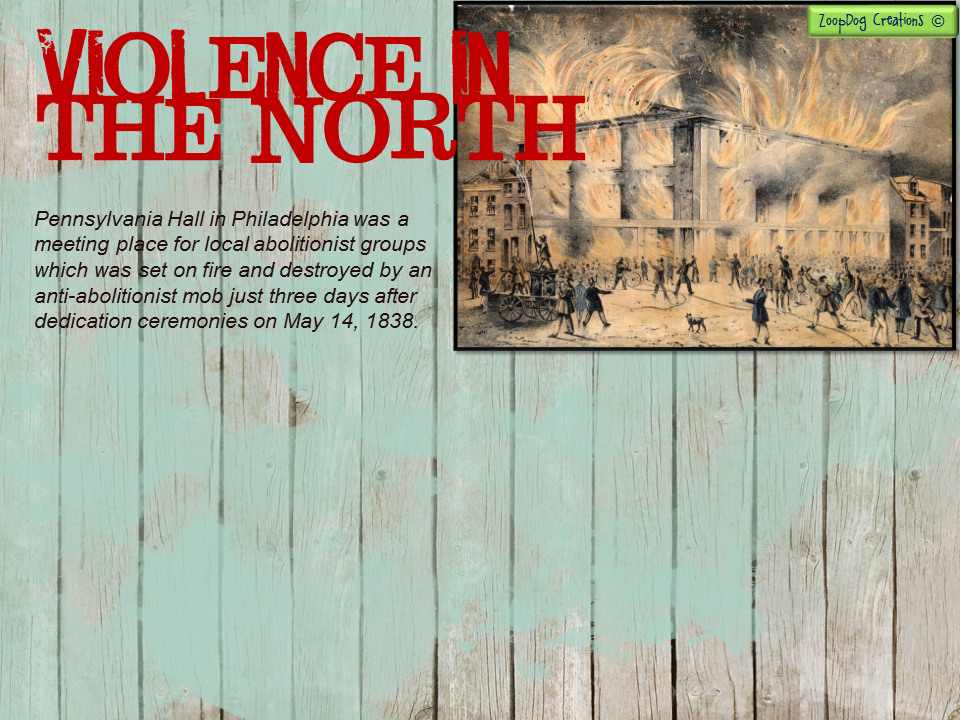 VIOLENCE IN
THE NORTH
ZoopDog Creations ©
Pennsylvania Hall in Philadelphia was a
meeting place for local abolitionist groups
which was set on fire and destroyed by an
anti-abolitionist mob just three days after
dedication ceremonies on May 14, 1838.